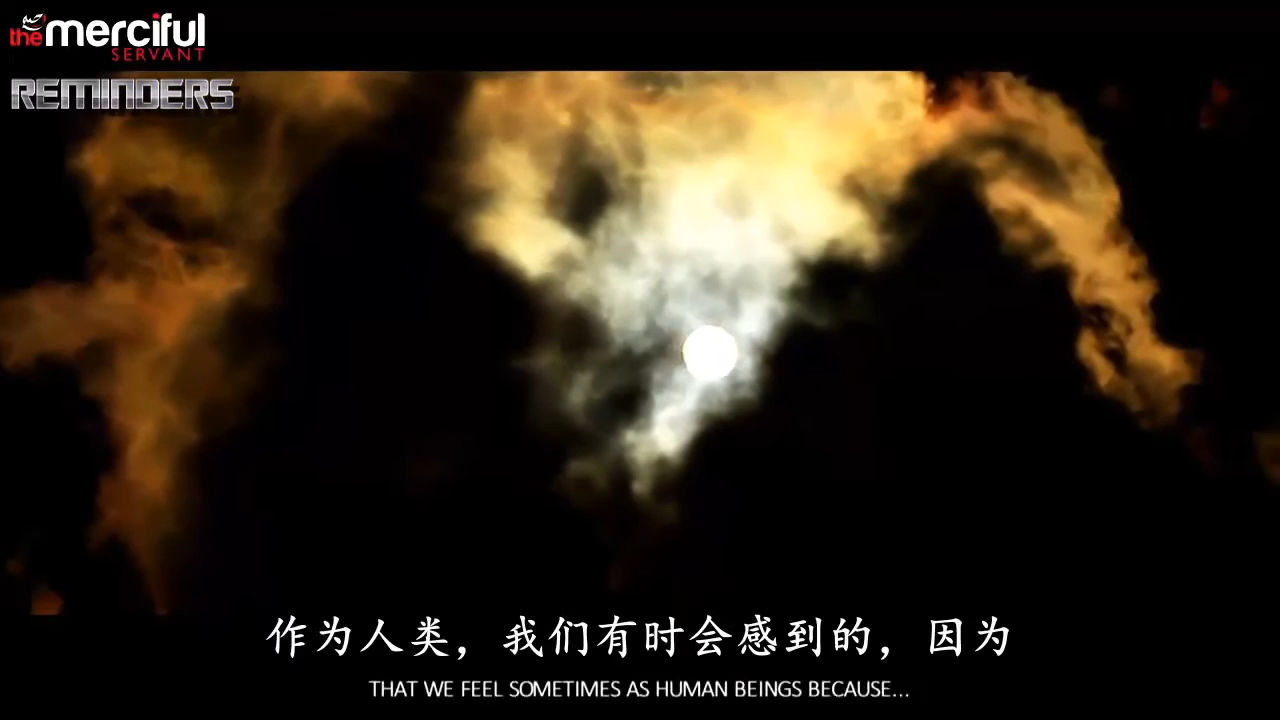 the merciful
SERVANT
REMINDERS
作为人类，我们有时会感到的，因为
THAT WE FEEL SOMETIMES AS HUMAN BEINGS BECAUSE...